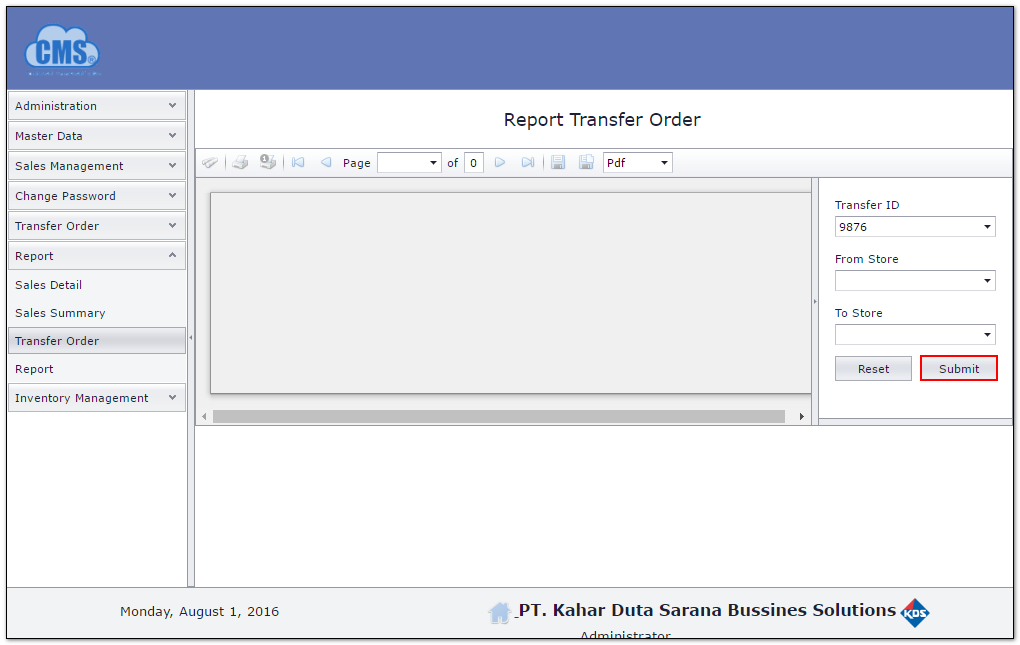 CMS®
Administration
Master Data
Sales Management
Change Password
Transfer Order
Report
Sales Detail
Sales Summary
Transfer Order
Report
Inventory Management
Report Transfer Order
Page of 0 Pdf
Transfer ID
9876
From Store
To Store
Reset Submit
Monday, August 1, 2016
PT. Kahar Duta Sarana Bussines Solutions KDS
Administrator